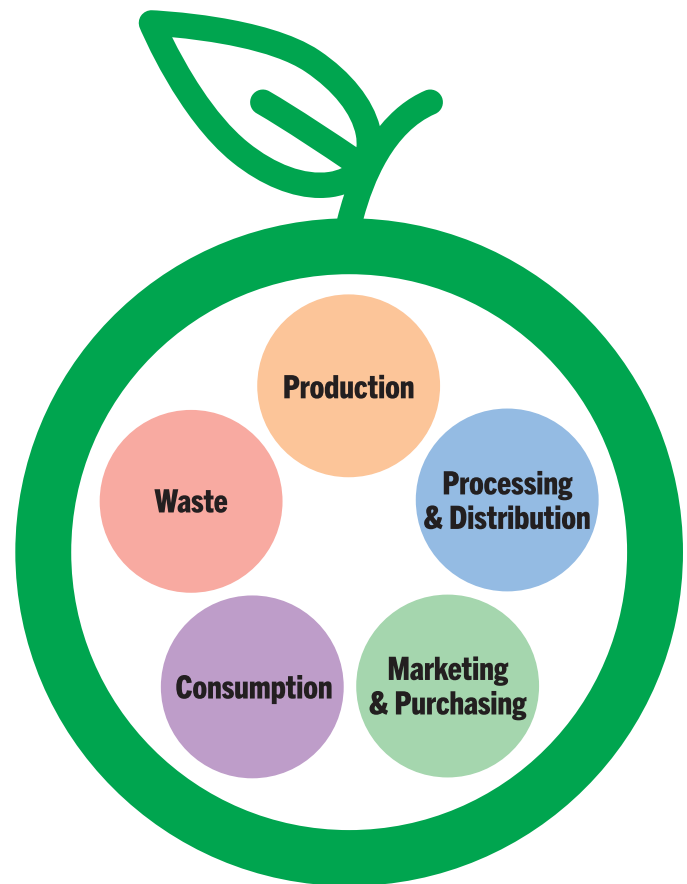 Production
Processing
& Distribution
Marketing
& Purchasing
Consumption
Waste